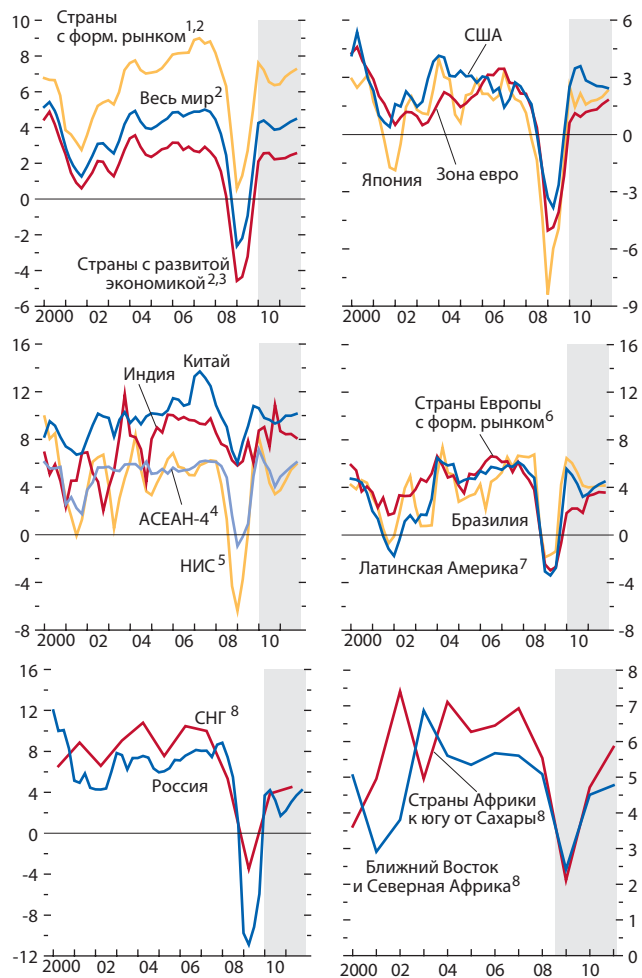 10
8
6
4
2
0
-2
-4
-6
Страны
с форм. рынком1,2
Весь мир2
Страны с развитой
экономикой2,3
2000 02 04 06 08 10
6
3
0
-3
-6
-9
США
Япония
Зона евро
2000 02 04 06 08 10
16
12
8
4
0
-4
-8
Китай
Индия
АСЕАН-44
НИС5
2000 02 04 06 08 10
16
12
8
4
0
-4
-8
Страны Европы
с форм. рынком6
Бразилия
Латинская Америка7
2000 02 04 06 08 10
16
12
8
4
0
-4
-8
-12
СНГ 8
Россия
2000 02 04 06 08 10
8
7
6
5
4
3
2
1
0
Страны Африки
к югу от Сахары8
Ближний Восток
и Северная Африка8
2000 02 04 06 08 10